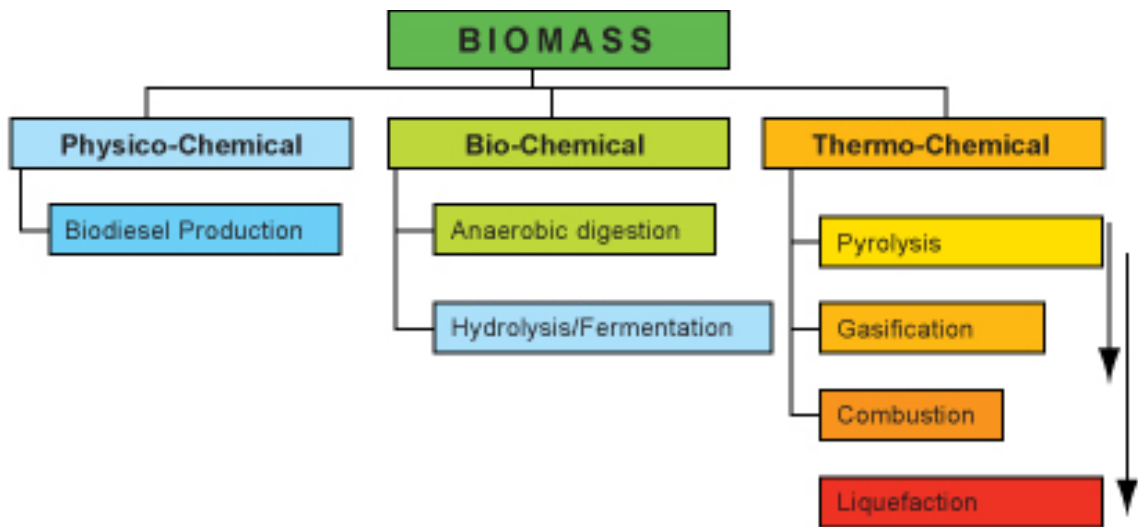 BIOMASS
Physico-Chemical
Biodiesel Production
Bio-Chemical
Anaerobic digestion
Hydrolysis/Fermentation
Thermo-Chemical
Pyrolysis
Gasification
Combustion
Liquefaction